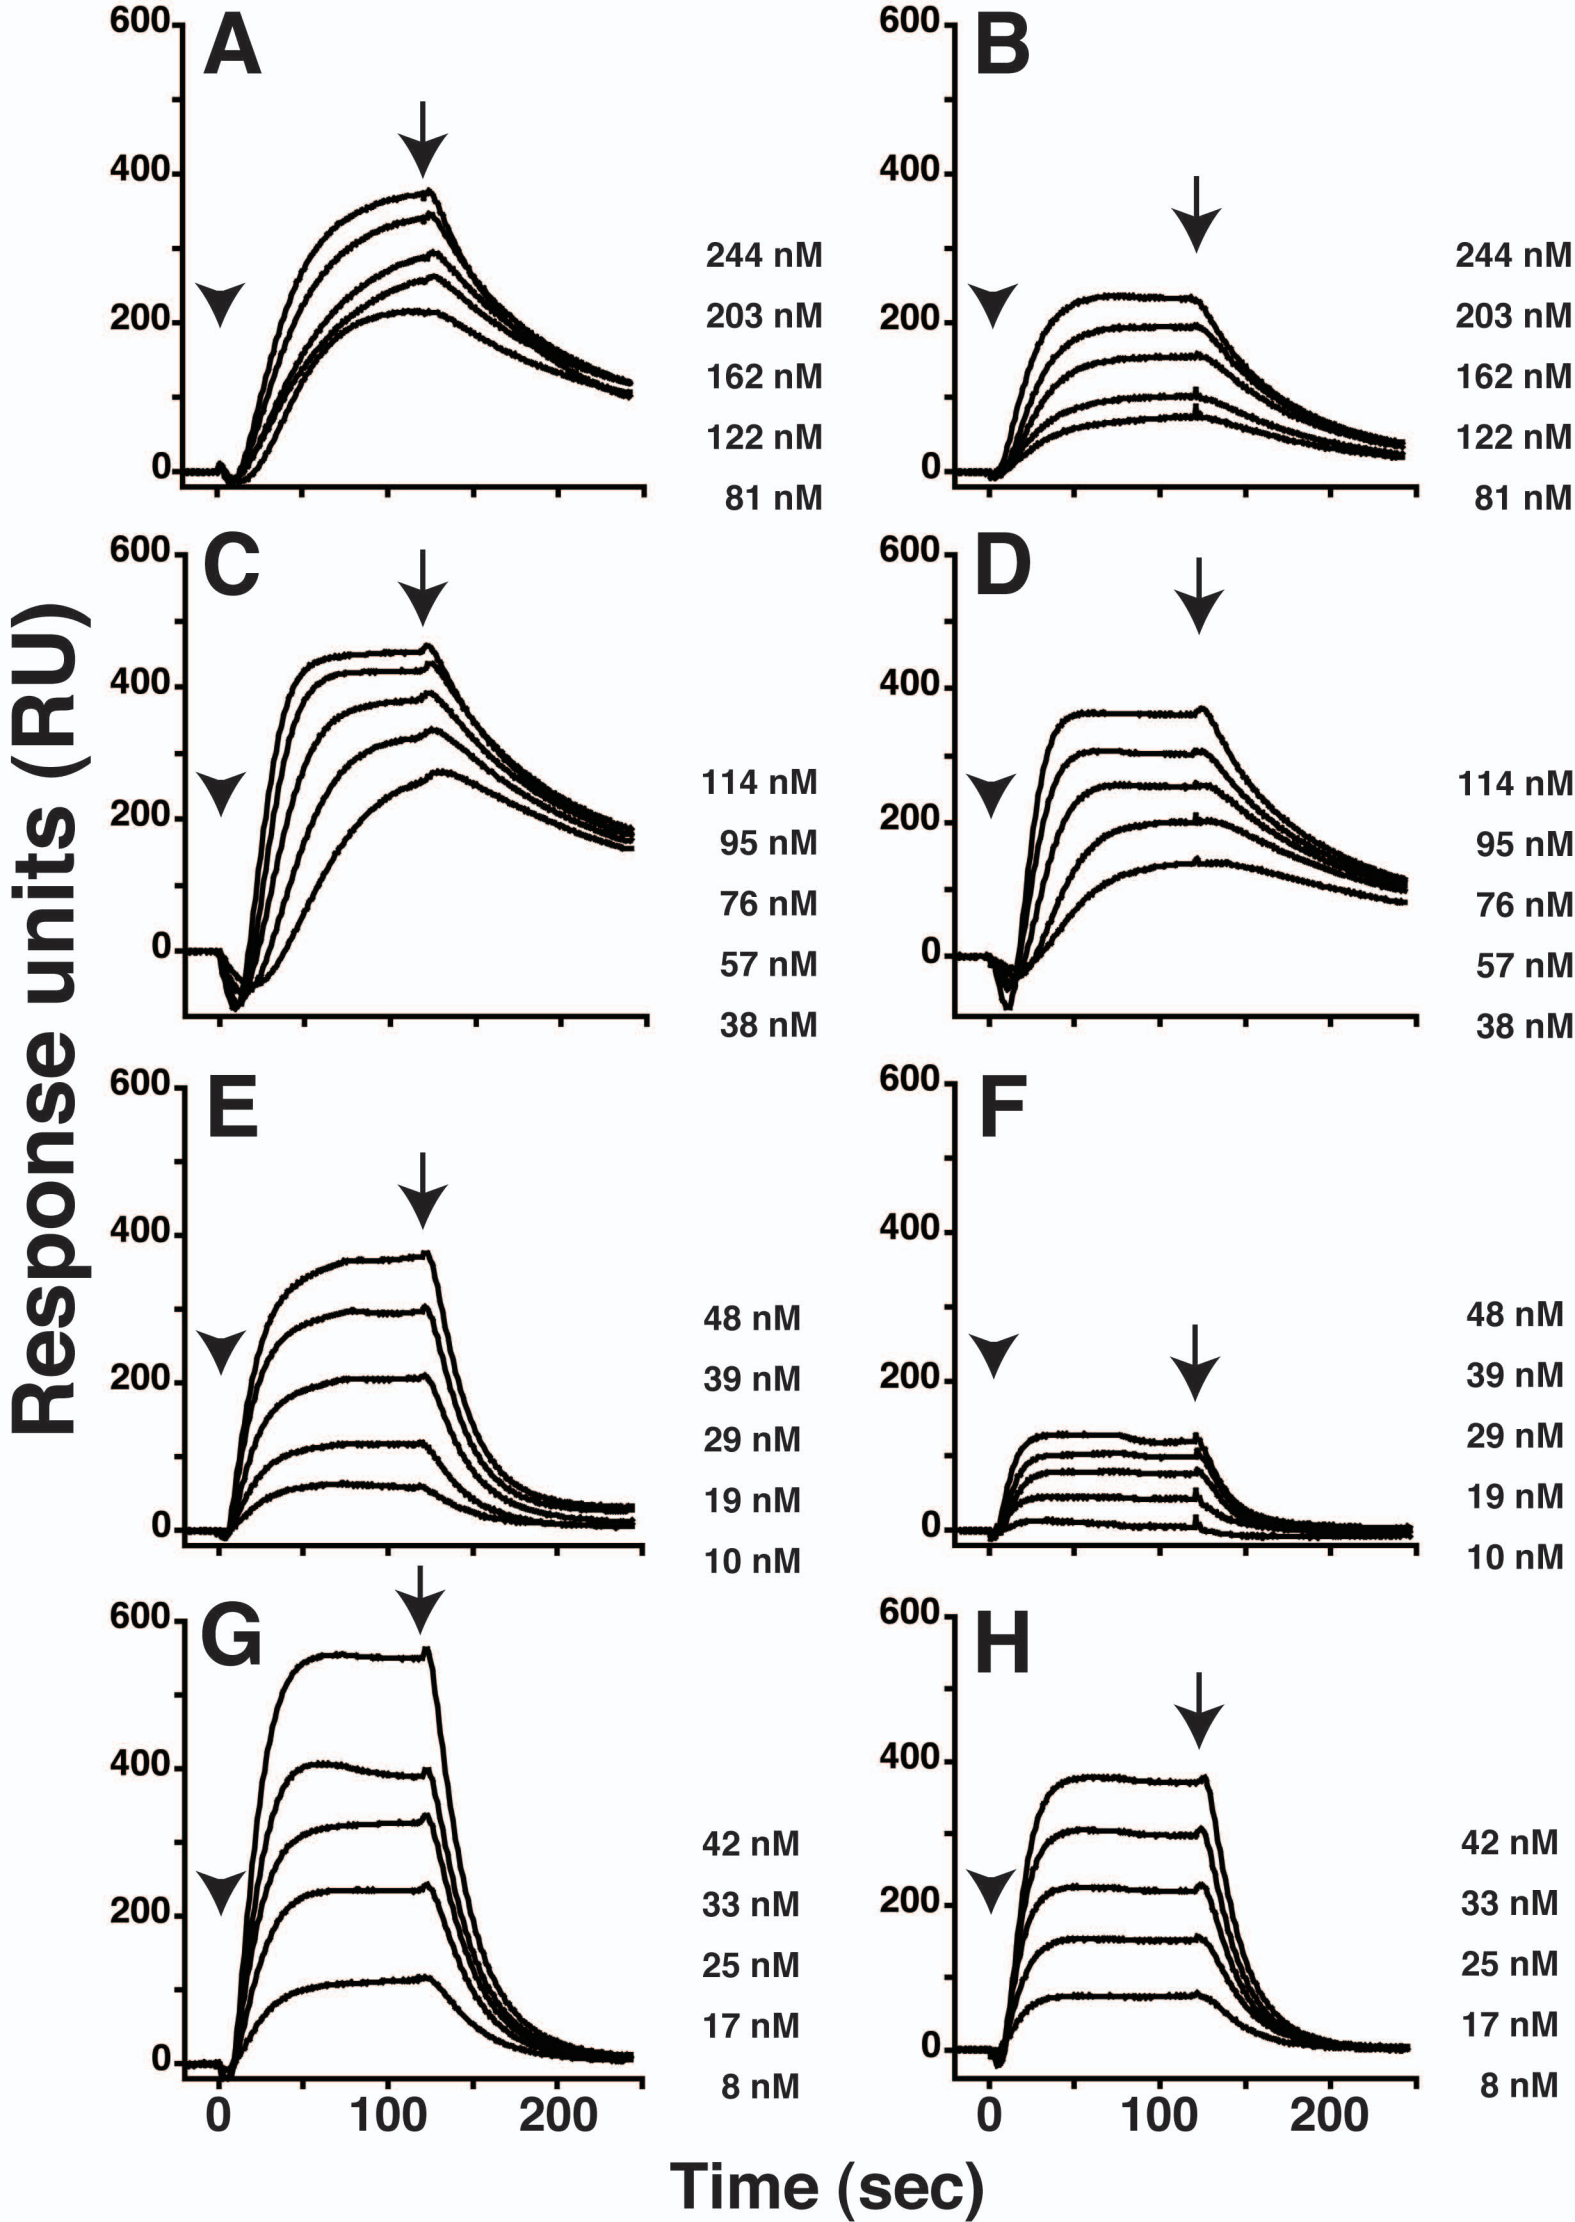 Response units (RU)
A
600
400
200
0
244 nM
203 nM
162 nM
122 nM
81 nM
B
600
400
200
0
244 nM
203 nM
162 nM
122 nM
81 nM
C
600
400
200
0
114 nM
95 nM
76 nM
57 nM
38 nM
D
600
400
200
0
114 nM
95 nM
76 nM
57 nM
38 nM
E
600
400
200
0
48 nM
39 nM
29 nM
19 nM
10 nM
F
600
400
200
0
48 nM
39 nM
29 nM
19 nM
10 nM
G
600
400
200
0
42 nM
33 nM
25 nM
17 nM
8 nM
0 100 200
H
600
400
200
0
42 nM
33 nM
25 nM
17 nM
8 nM
0 100 200
Time (sec)